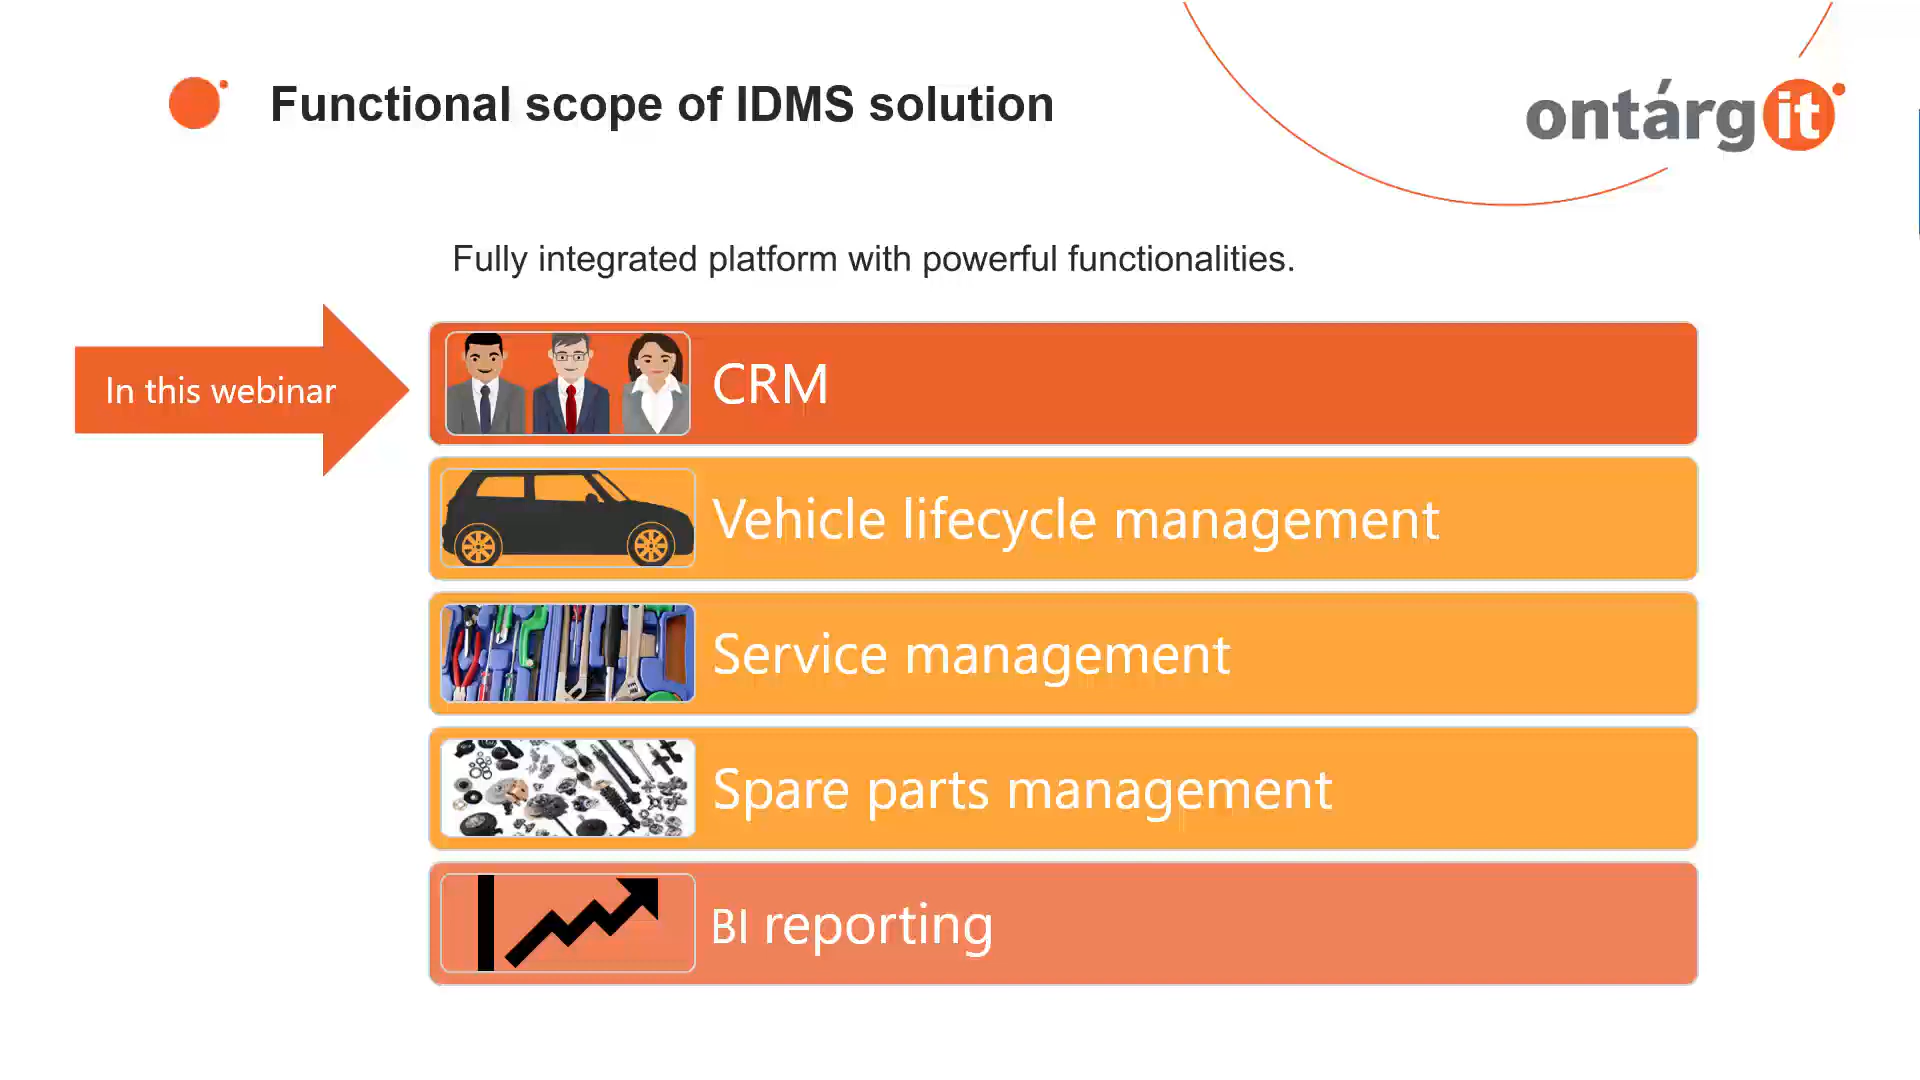 Functional scope of IDMS solution
ontárgit
Fully integrated platform with powerful functionalities.
In this webinar
CRM
Vehicle lifecycle management
Service management
Spare parts management
BI reporting